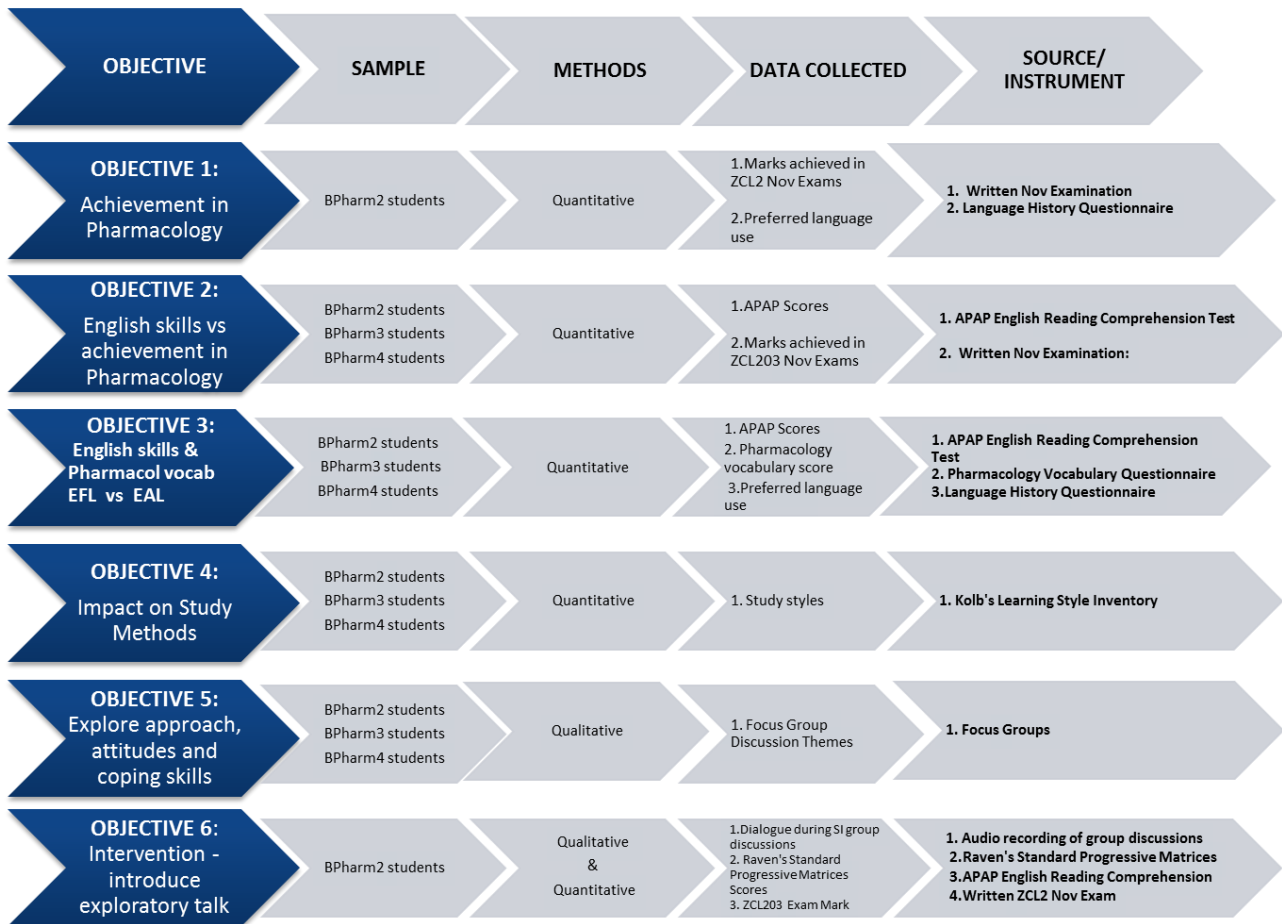 OBJECTIVE
SAMPLE
METHODS
DATA COLLECTED
SOURCE/
INSTRUMENT
OBJECTIVE 1:
Achievement in
Pharmacology
BPharm2 students
Quantitative
1.Marks achieved in
ZCL2 Nov Exams
2.Preferred language
use
1. Written Nov Examination
2. Language History Questionnaire
OBJECTIVE 2:
English skills vs
achievement in
Pharmacology
BPharm2 students
BPharm3 students
BPharm4 students
Quantitative
1.APAP Scores
2.Marks achieved in
ZCL203 Nov Exams
1. APAP English Reading Comprehension Test
2. Written Nov Examination:
OBJECTIVE 3:
English skills &
Pharmacol vocab
EFL vs EAL
BPharm2 students
BPharm3 students
BPharm4 students
Quantitative
1. APAP Scores
2. Pharmacology
vocabulary score
3.Preferred language
use
1. APAP English Reading Comprehension
Test
2. Pharmacology Vocabulary Questionnaire
3.Language History Questionnaire
OBJECTIVE 4:
Impact on Study
Methods
BPharm2 students
BPharm3 students
BPharm4 students
Quantitative
1. Study styles
1. Kolb's Learning Style Inventory
OBJECTIVE 5:
Explore approach,
attitudes and
coping skills
BPharm2 students
BPharm3 students
BPharm4 students
Qualitative
1. Focus Group
Discussion Themes
1. Focus Groups
OBJECTIVE 6:
Intervention -
introduce
exploratory talk
BPharm2 students
Qualitative
&
Quantitative
1.Dialogue during SI group
discussions
2. Raven's Standard
Progressive Matrices
Scores
3. ZCL203 Exam Mark
1. Audio recording of group discussions
2.Raven's Standard Progressive Matrices
3.APAP English Reading Comprehension
4.Written ZCL2 Nov Exam